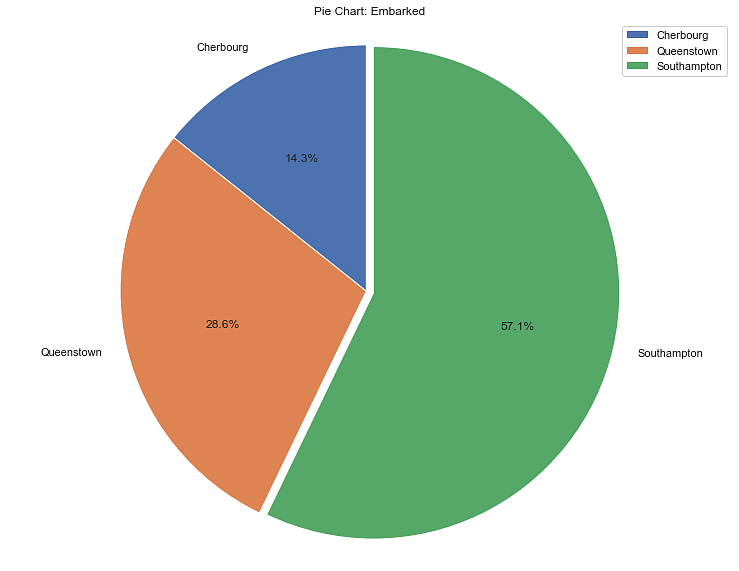 Pie Chart: Embarked
Cherbourg
Queenstown
Southampton
Cherbourg
14.3%
28.6%
57.1%
Queenstown
Southampton